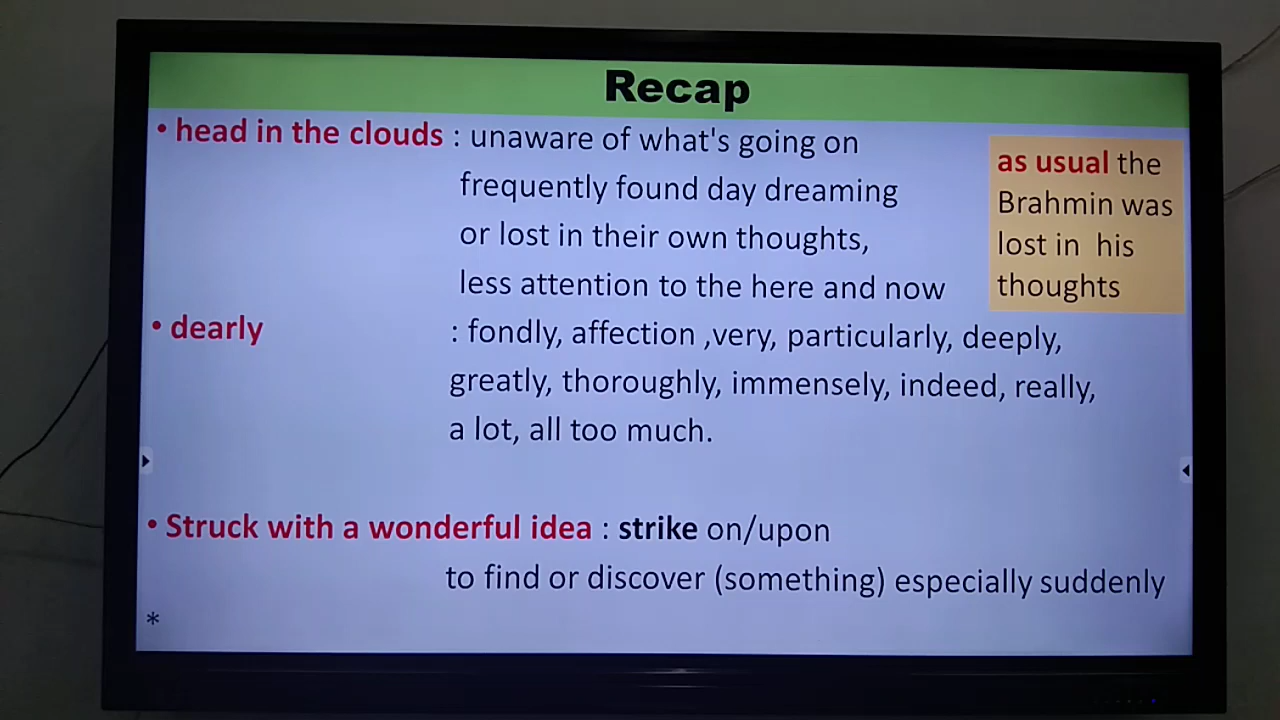 Recap
• head in the clouds : unaware of what's going on
frequently found day dreaming
or lost in their own thoughts,
less attention to the here and now
as usual the
Brahmin was
lost in his
thoughts
• dearly : fondly, affection ,very, particularly, deeply,
greatly, thoroughly, immensely, indeed, really,
a lot, all too much.
• Struck with a wonderful idea : strike on/upon
to find or discover (something) especially suddenly
*